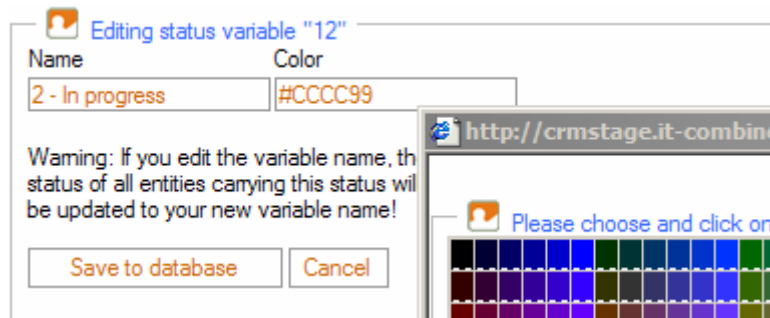 Editing status variable "12"
Name Color
2 - In progress #CCCC99
http://crmstage.it-combine
Warning: If you edit the variable name, th
status of all entities carrying this status wil
be updated to your new variable name!
Please choose and click on
Save to database Cancel